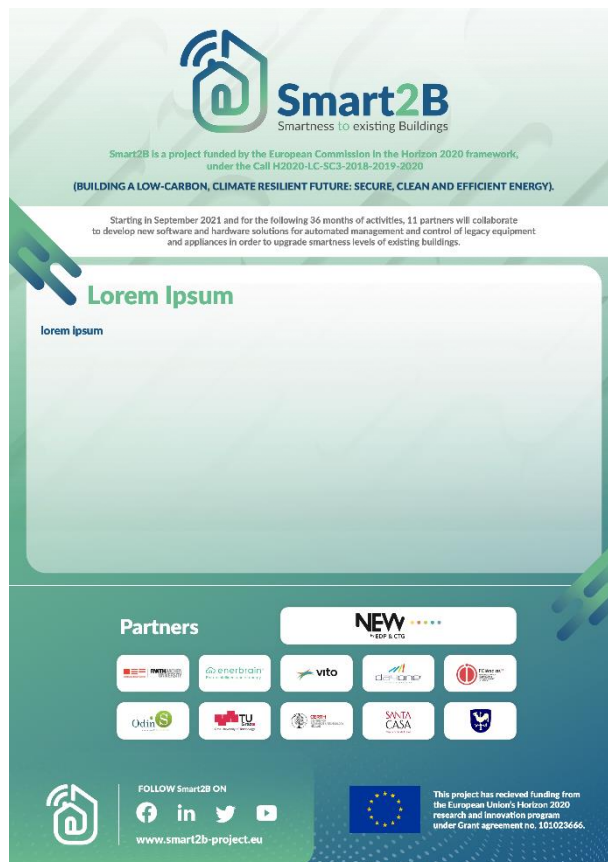 Smart2B
Smartness to existing Buildings
Smart2B is a project funded by the European Commission in the Horizon 2020 framework,
under the Call H2020-LC-SC3-2018-2019-2020
(BUILDING A LOW-CARBON, CLIMATE RESILIENT FUTURE: SECURE, CLEAN AND EFFICIENT ENERGY).
Starting in September 2021 and for the following 36 months of activities, 11 partners will collaborate
to develop new software and hardware solutions for automated management and control of legacy equipment
and appliances in order to upgrade smartness levels of existing buildings.
Lorem Ipsum
lorem ipsum
Partners
NEW
BY EDP & CTG
enerbrain
vito
OdinS
TU
CERTH
SANTA
CASA
FOLLOW Smart2B ON
in
www.smart2b-project.eu
This project has recieved funding from
the European Union's Horizon 2020
research and innovation program
under Grant agreement no. 101023666.